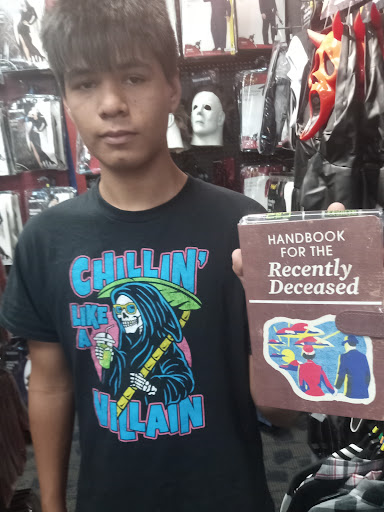 HANDBOOK
FOR THE
Recently
Deceased
CHILLIN'
LIKE
A
VILLAIN